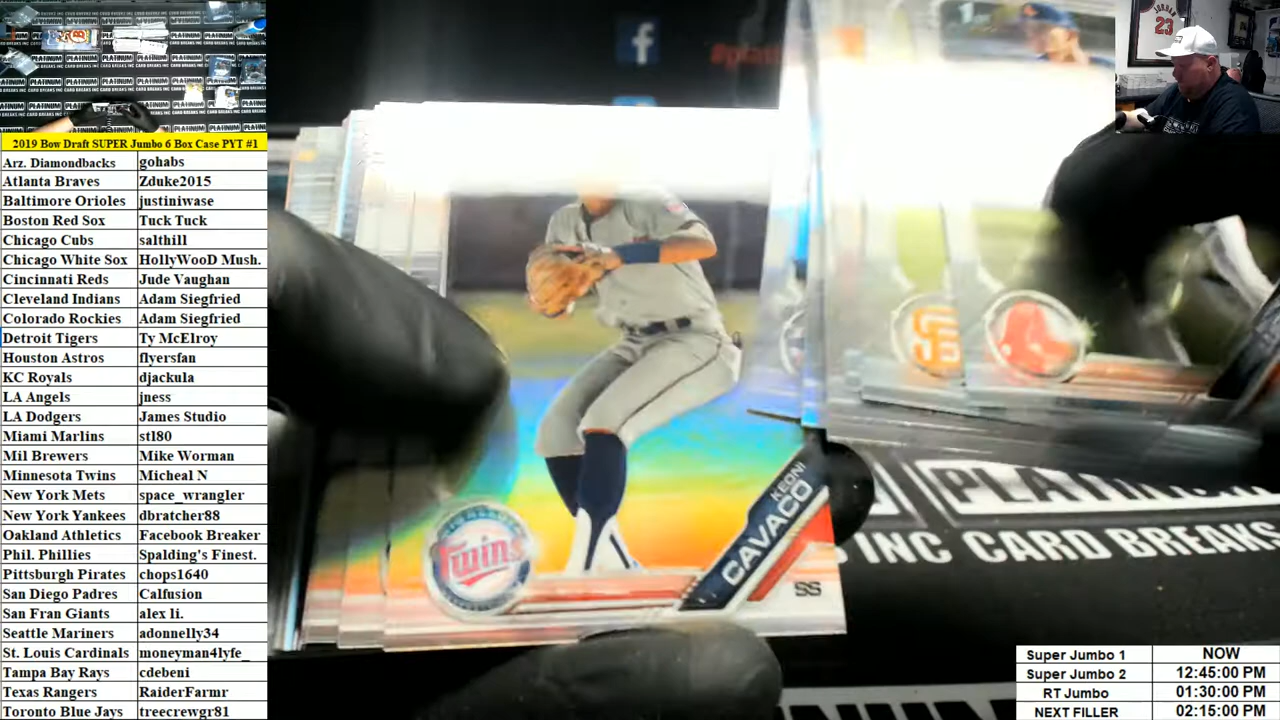 2019 Bow Draft SUPER Jumbo 6 Box Case PYT #1
Arz. Diamondbacks gohabs
Atlanta Braves Zduke2015
Baltimore Orioles justiniwase
Boston Red Sox Tuck Tuck
Chicago Cubs salthill
Chicago White Sox HollyWooD Mush.
Cincinnati Reds Jude Vaughan
Cleveland Indians Adam Siegfried
Colorado Rockies Adam Siegfried
Detroit Tigers Ty McElroy
Houston Astros flyersfan
KC Royals djackula
LA Angels jness
LA Dodgers James Studio
Miami Marlins stl80
Mil Brewers Mike Worman
Minnesota Twins Micheal N
New York Mets space_wrangler
New York Yankees dbratcher88
Oakland Athletics Facebook Breaker
Phil. Phillies Spalding's Finest.
Pittsburgh Pirates chops1640
San Diego Padres Calfusion
San Fran Giants alex li.
Seattle Mariners adonnelly34
St. Louis Cardinals moneyman4lyfe_
Tampa Bay Rays cdebeni
Texas Rangers RaiderFarmr
Toronto Blue Jays treecrewgr81
JORDAN
23
f
SF
Twins
KEONI
CAVACO
SS
PLATINUM
INC CARD BREAKS
Super Jumbo 1 NOW
Super Jumbo 2 12:45:00 PM
RT Jumbo 01:30:00 PM
NEXT FILLER 02:15:00 PM